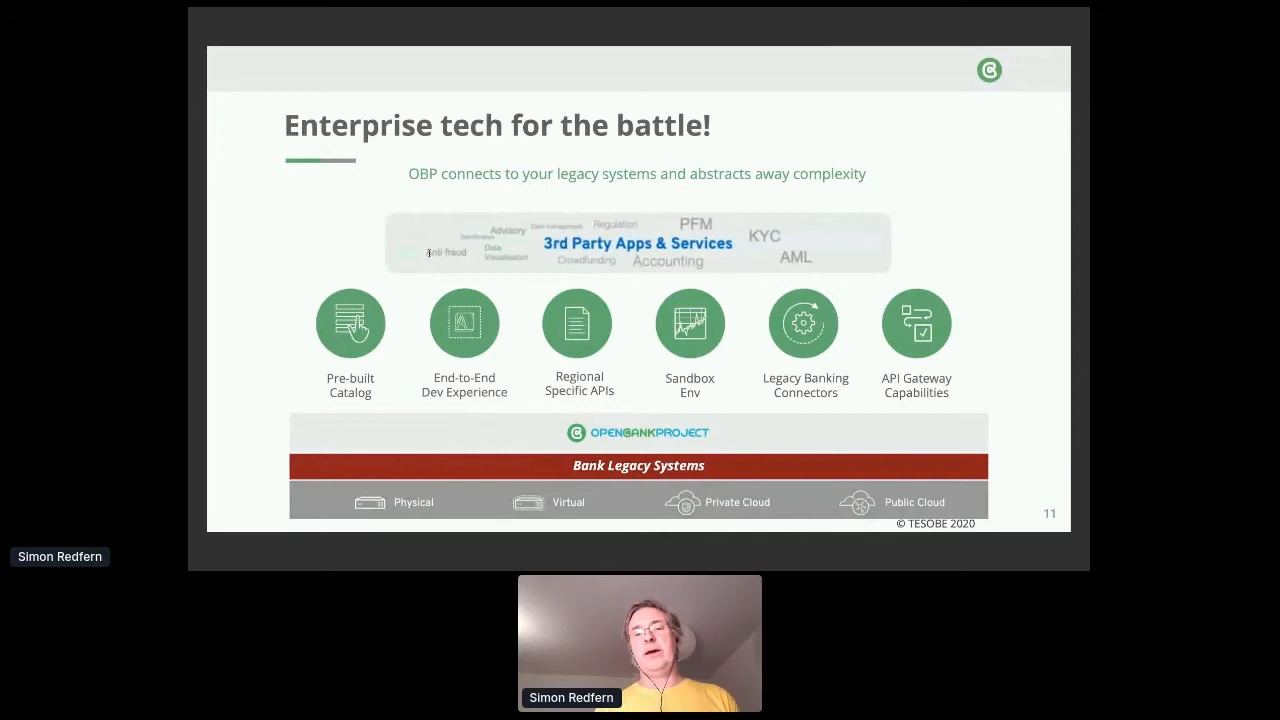 Enterprise tech for the battle!
OBP connects to your legacy systems and abstracts away complexity
Advisory Cash management Regulation PFM
Gamification KYC
Anti fraud Data Visualisation 3rd Party Apps & Services
Crowdfunding Accounting AML
Pre-built Catalog
End-to-End Dev Experience
Regional Specific APIs
Sandbox Env
Legacy Banking Connectors
API Gateway Capabilities
OPENBANKPROJECT
Bank Legacy Systems
Physical Virtual Private Cloud Public Cloud
© TESOBE 2020
11
Simon Redfern
Simon Redfern